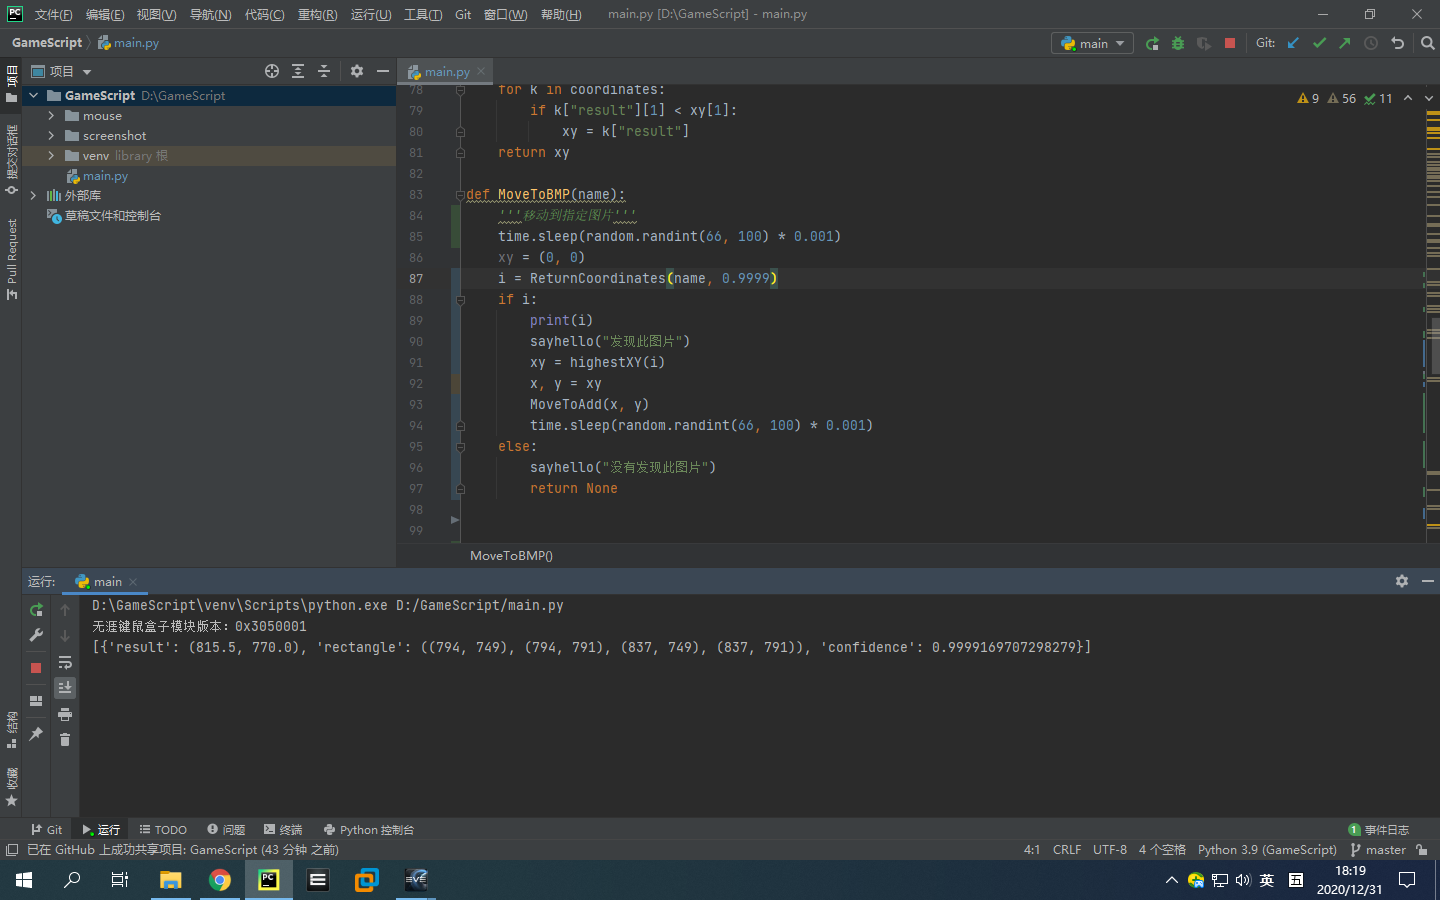 文件(F) 编辑(E) 视图(V) 导航(N) 代码(C) 重构(R) 运行(U) 工具(T) Git 窗口(W) 帮助(H) main.py [D:\GameScript] - main.py
GameScript main.py main Git:
项目 main.py
GameScript D:\GameScript
mouse
screenshot
venv library 根
main.py
外部库
草稿文件和控制台
项目
提交对话框
Pull Request
结构
收藏
9 56 11
78 for k in coordinates:
79 if k["result"][1] < xy[1]:
80 xy = k["result"]
81 return xy
82
83 def MoveToBMP(name):
84 '''移动到指定图片'''
85 time.sleep(random.randint(66, 100) * 0.001)
86 xy = (0, 0)
87 i = ReturnCoordinates(name, 0.9999)
88 if i:
89 print(i)
90 sayhello("发现此图片")
91 xy = highestXY(i)
92 x, y = xy
93 MoveToAdd(x, y)
94 time.sleep(random.randint(66, 100) * 0.001)
95 else:
96 sayhello("没有发现此图片")
97 return None
98
99
MoveToBMP()
运行: main
D:\GameScript\venv\Scripts\python.exe D:/GameScript/main.py
无涯键鼠盒子模块版本：0x3050001
[{'result': (815.5, 770.0), 'rectangle': ((794, 749), (794, 791), (837, 749), (837, 791)), 'confidence': 0.9999169707298279}]
Git 运行 TODO 问题 终端 Python 控制台 1 事件日志
已在 GitHub 上成功共享项目: GameScript (43 分钟 之前) 4:1 CRLF UTF-8 4 个空格 Python 3.9 (GameScript) master
PC EVE 英 五 18:19
2020/12/31